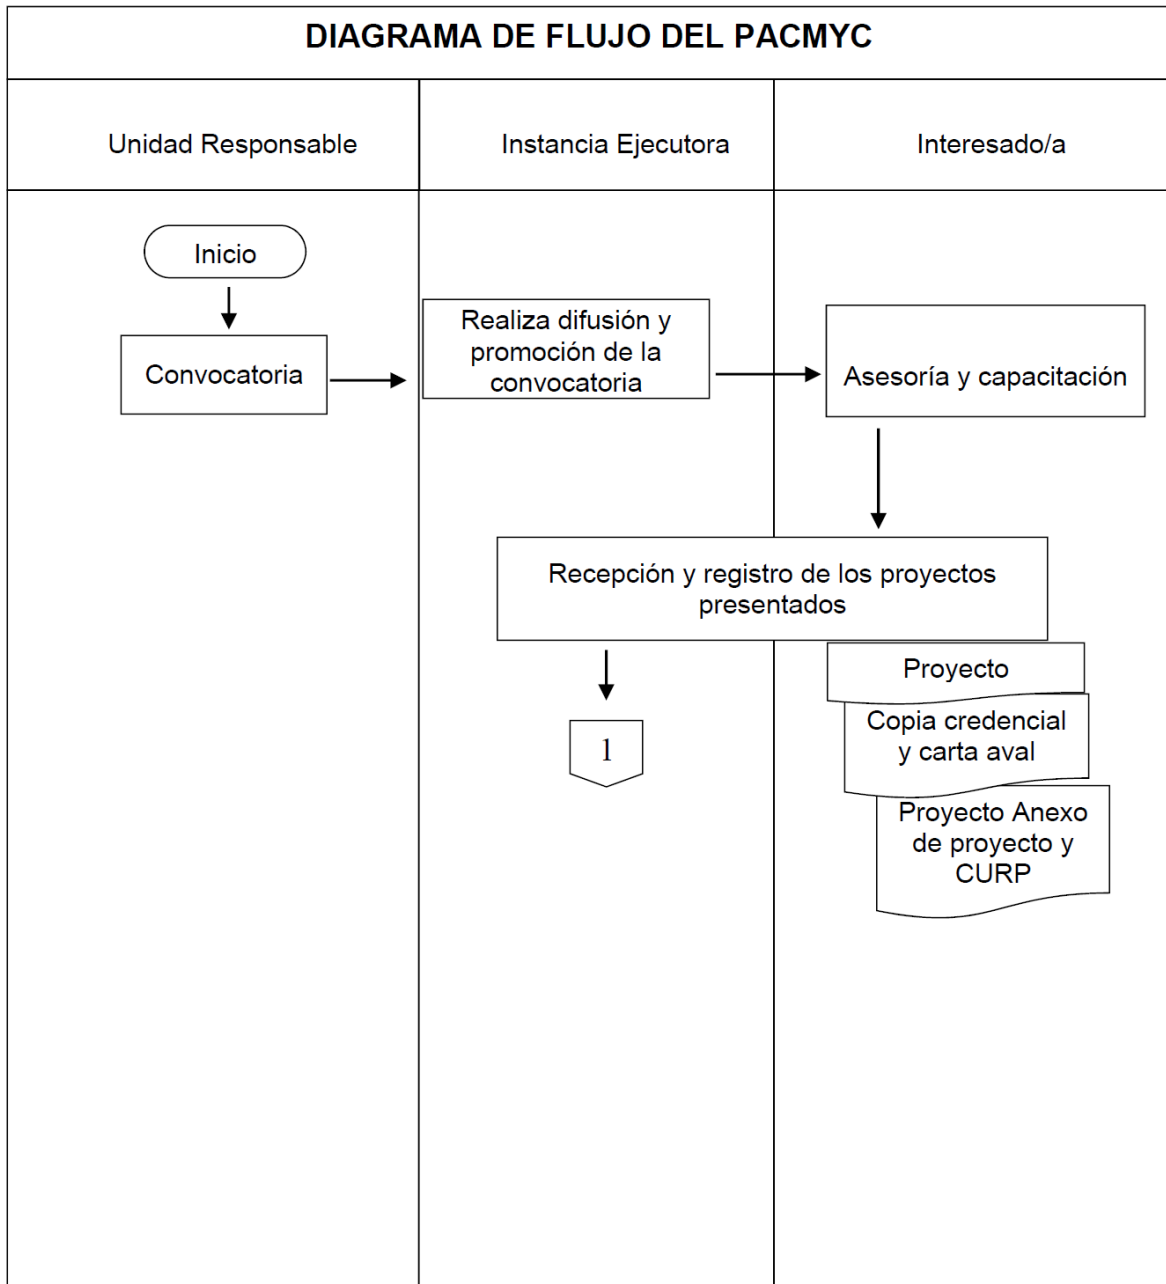 DIAGRAMA DE FLUJO DEL PACMYC
Unidad Responsable
Instancia Ejecutora
Interesado/a
Inicio
Convocatoria
Realiza difusión y
promoción de la
convocatoria
Asesoría y capacitación
Recepción y registro de los proyectos
presentados
1
Proyecto
Copia credencial
y carta aval
Proyecto Anexo
de proyecto y
CURP